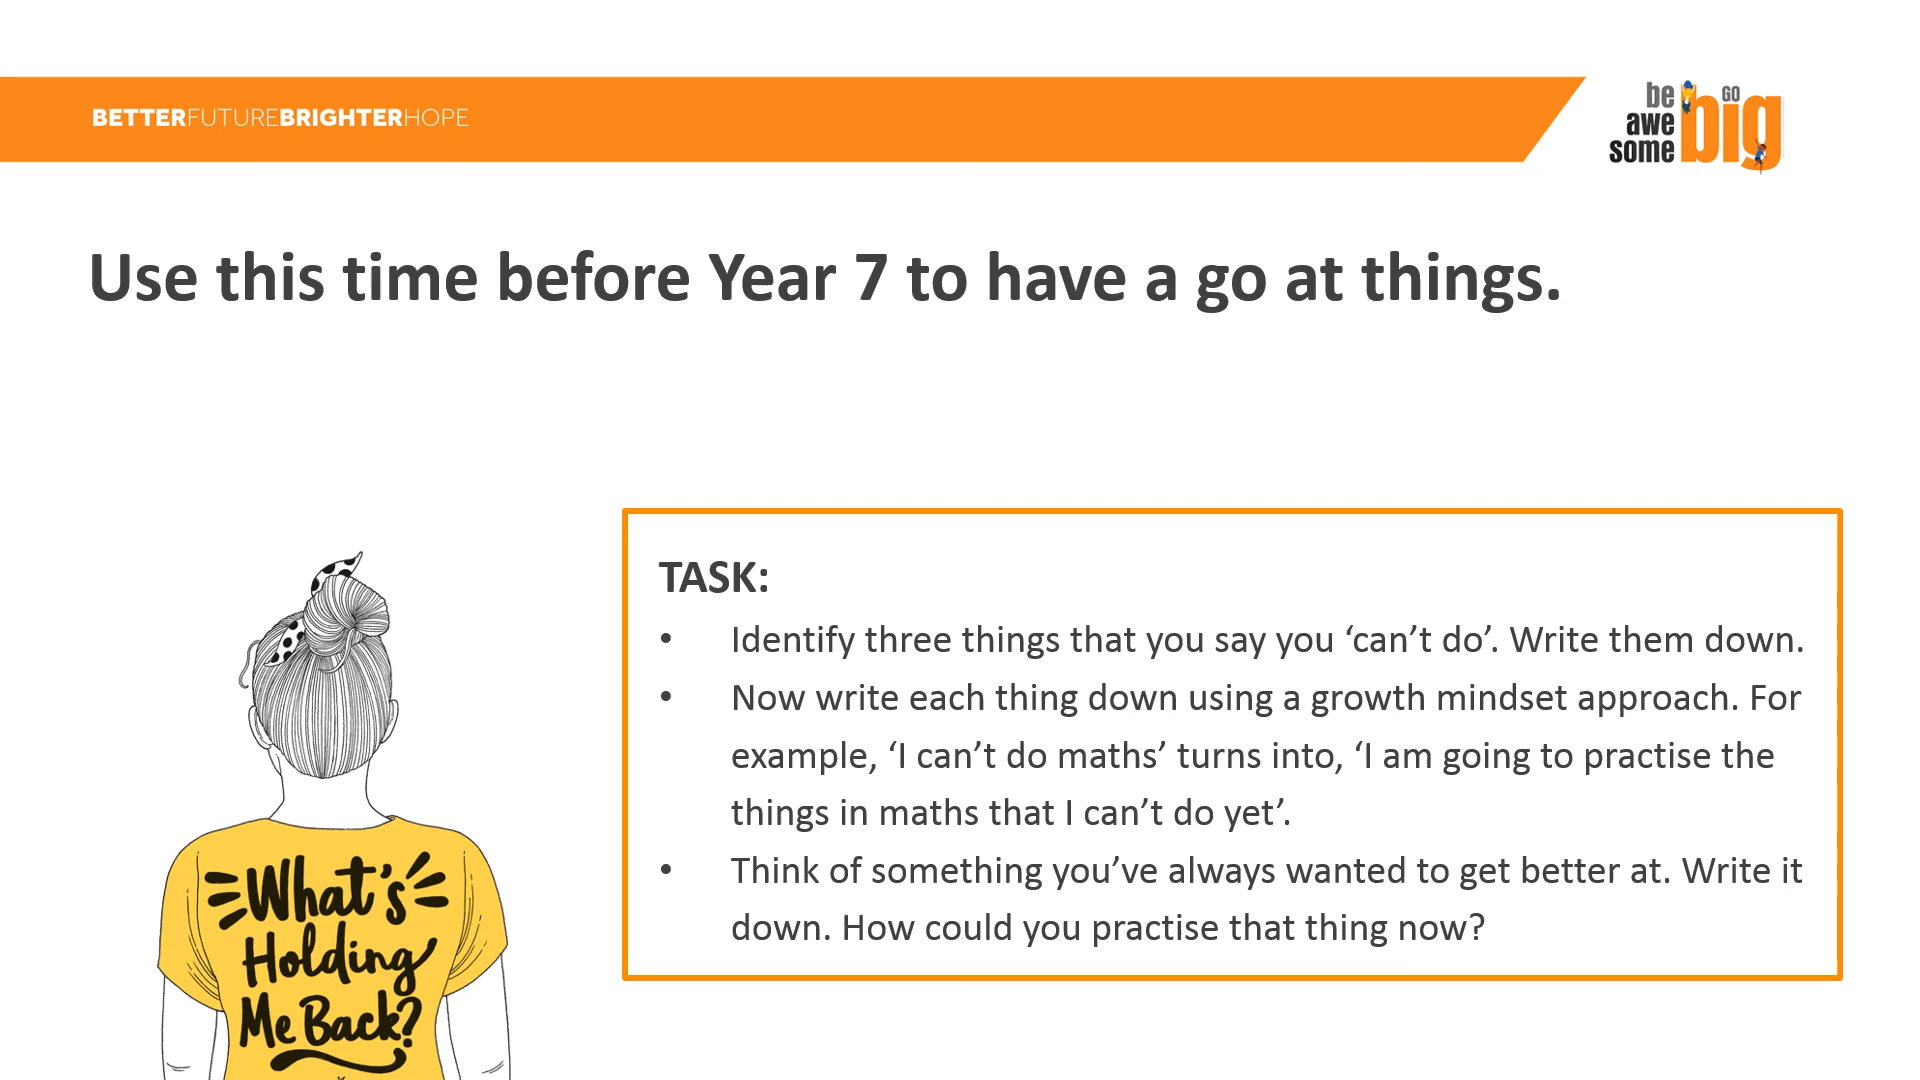 BETTERFUTUREBRIGHTERHOPE
be
awe
some
GO
big
Use this time before Year 7 to have a go at things.
TASK:
• Identify three things that you say you ‘can’t do’. Write them down.
• Now write each thing down using a growth mindset approach. For
example, ‘I can’t do maths’ turns into, ‘I am going to practise the
things in maths that I can’t do yet’.
• Think of something you’ve always wanted to get better at. Write it
down. How could you practise that thing now?
What's
Holding
Me Back?